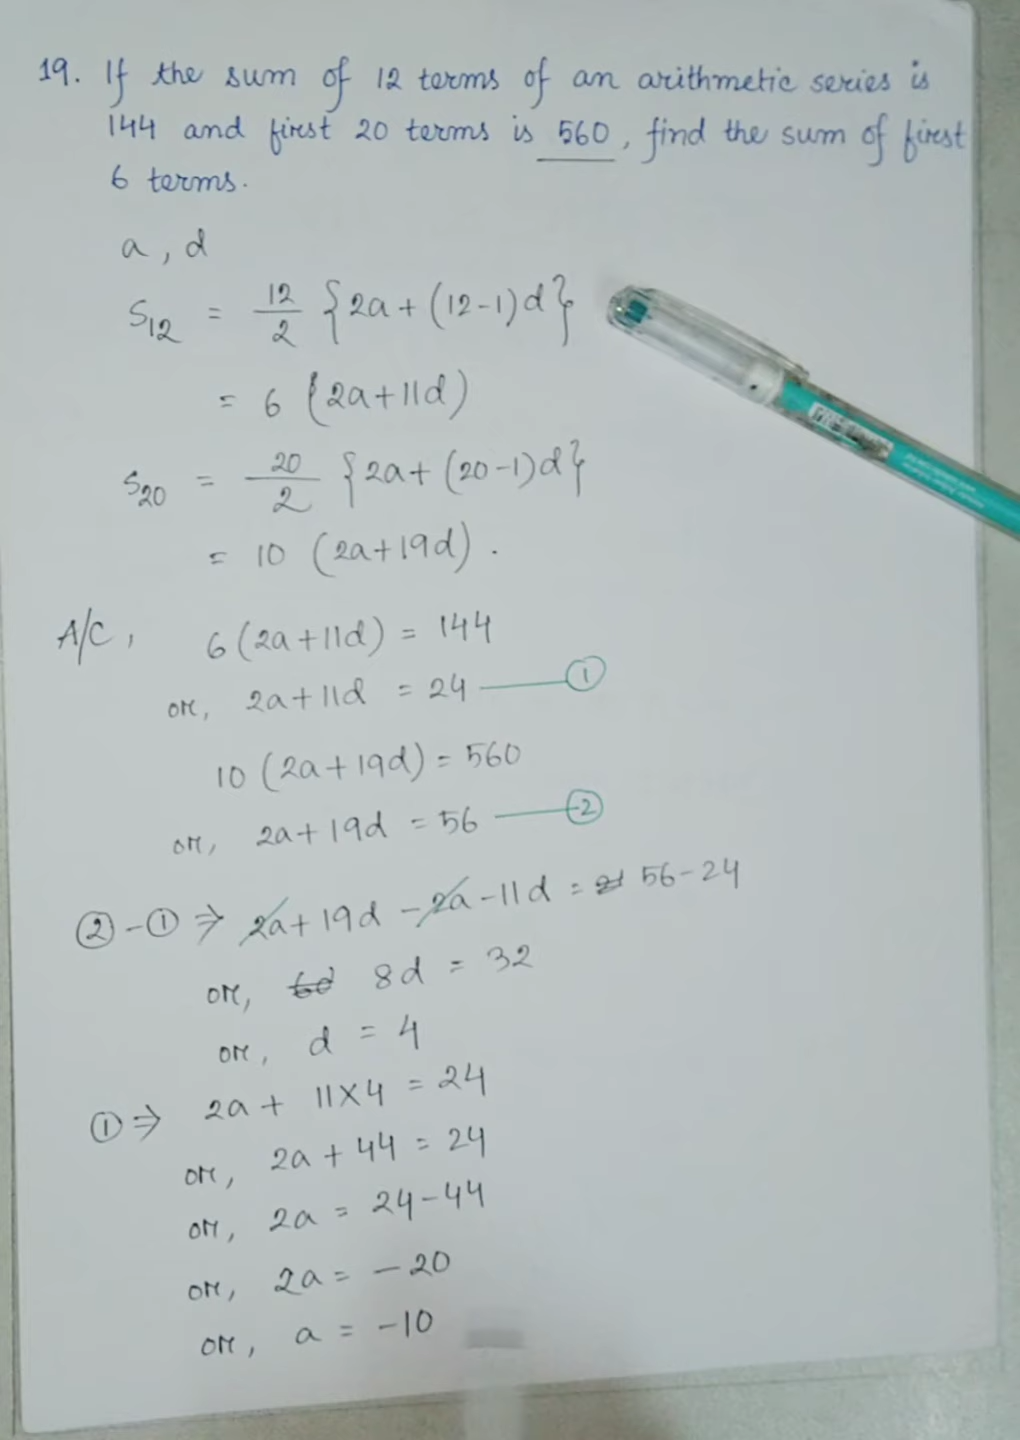 19. If the sum of 12 terms of an arithmetic series is
144 and first 20 terms is 560, find the sum of first
6 terms.
a, d
S₁₂ = 12/2 {2a + (12-1)d}
= 6 (2a+11d)
S₂₀ = 20/2 {2a+ (20-1)d}
= 10 (2a+19d).
A/C, 6(2a+11d) = 144
or, 2a+11d = 24 —— ①
10 (2a+19d) = 560
or, 2a+19d = 56 —— ②
②-① ⇒ 2a+19d -2a-11d = 56-24
or, 8d = 32
or, d = 4
① ⇒ 2a + 11×4 = 24
or, 2a + 44 = 24
or, 2a = 24-44
or, 2a = -20
or, a = -10